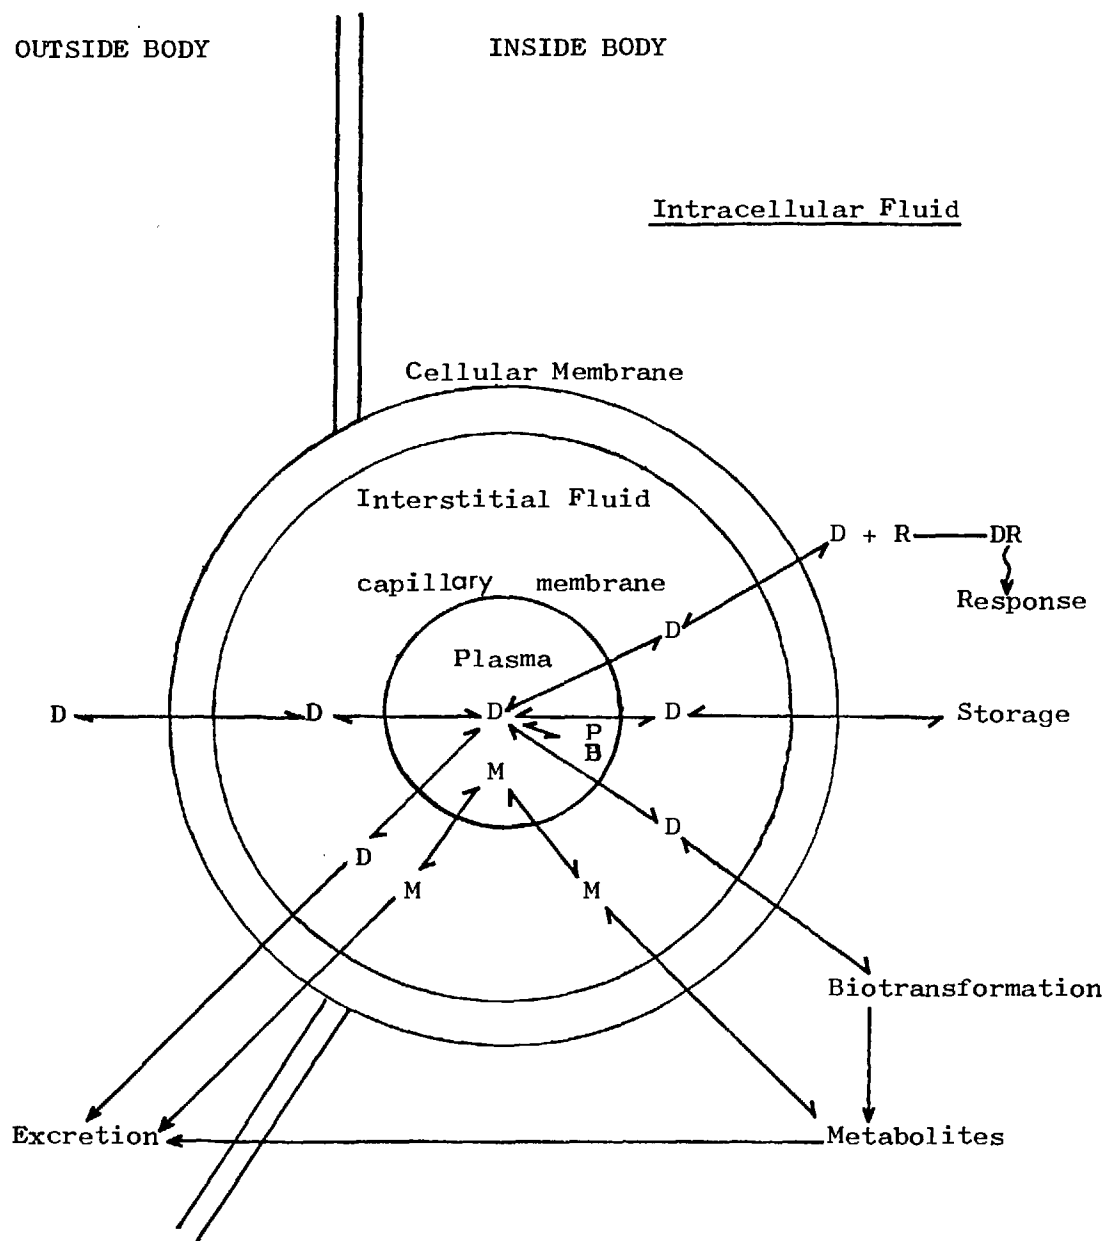 OUTSIDE BODY
INSIDE BODY
Intracellular Fluid
Cellular Membrane
Interstitial Fluid
D + R DR
capillary membrane
Response
D
Plasma
D
D
D
D
Storage
P
B
M
D
D
M
M
Biotransformation
Excretion
Metabolites